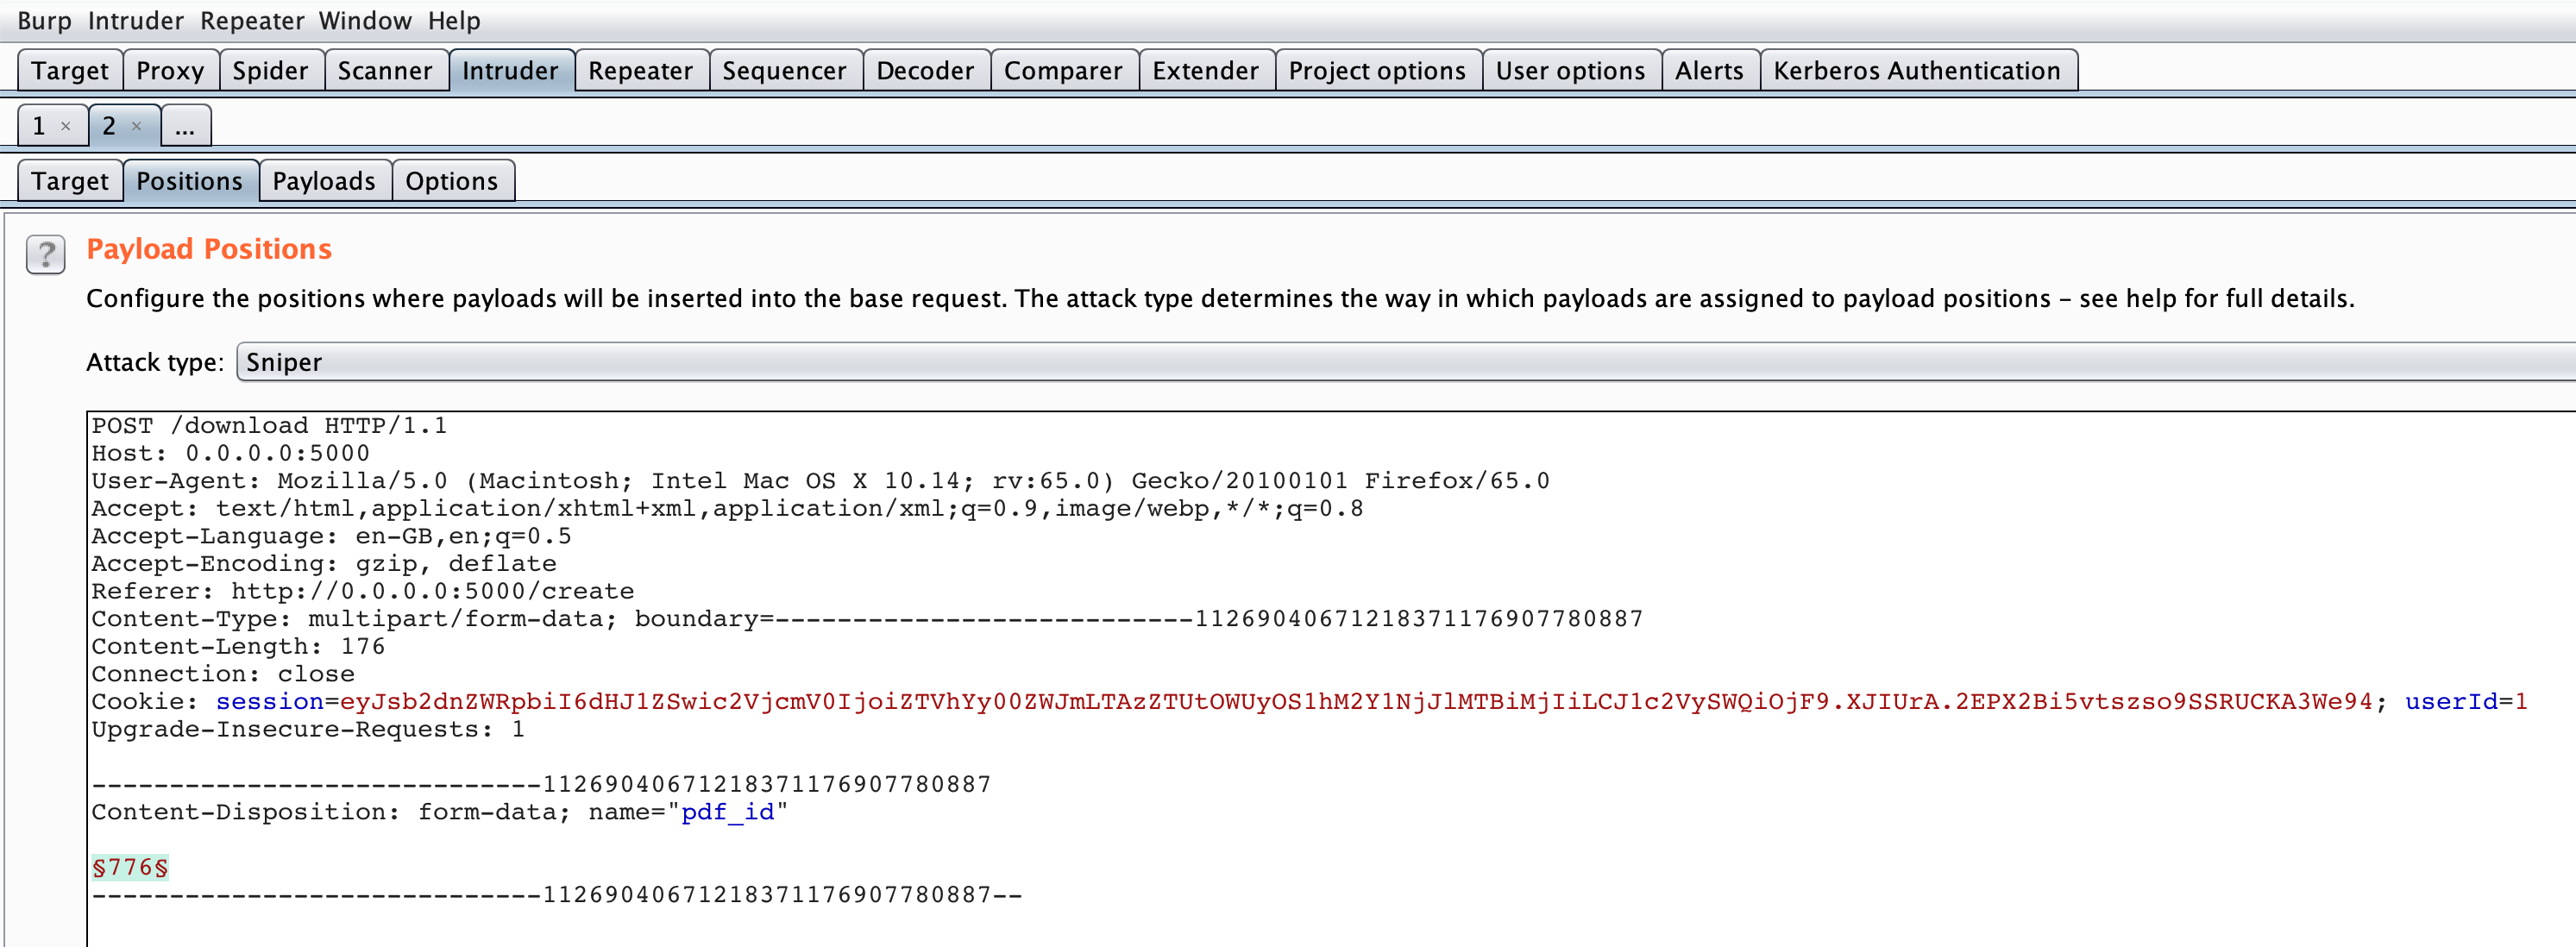 Burp Intruder Repeater Window Help
Target Proxy Spider Scanner Intruder Repeater Sequencer Decoder Comparer Extender Project options User options Alerts Kerberos Authentication
1 × 2 × ...
Target Positions Payloads Options
? Payload Positions
Configure the positions where payloads will be inserted into the base request. The attack type determines the way in which payloads are assigned to payload positions – see help for full details.
Attack type: Sniper
POST /download HTTP/1.1
Host: 0.0.0.0:5000
User-Agent: Mozilla/5.0 (Macintosh; Intel Mac OS X 10.14; rv:65.0) Gecko/20100101 Firefox/65.0
Accept: text/html,application/xhtml+xml,application/xml;q=0.9,image/webp,*/*;q=0.8
Accept-Language: en-GB,en;q=0.5
Accept-Encoding: gzip, deflate
Referer: http://0.0.0.0:5000/create
Content-Type: multipart/form-data; boundary=---------------------------11269040671218371176907780887
Content-Length: 176
Connection: close
Cookie: session=eyJsb2dnZWRpbiI6dHJ1ZSwic2VjcmV0IjoiZTVhYy00ZWJmLTAzZTUtOWUyOS1hM2Y1NjJlMTBiMjIiLCJ1c2VySWQiOjF9.XJIUrA.2EPX2Bi5vtszso9SSRUCKA3We94; userId=1
Upgrade-Insecure-Requests: 1
-----------------------------11269040671218371176907780887
Content-Disposition: form-data; name="pdf_id"
§776§
-----------------------------11269040671218371176907780887--